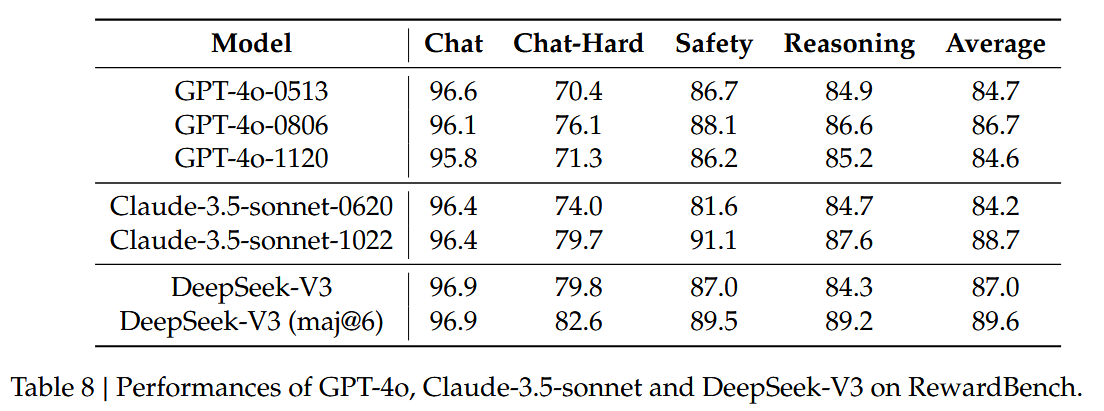 Model Chat Chat-Hard Safety Reasoning Average
GPT-4o-0513 96.6 70.4 86.7 84.9 84.7
GPT-4o-0806 96.1 76.1 88.1 86.6 86.7
GPT-4o-1120 95.8 71.3 86.2 85.2 84.6
Claude-3.5-sonnet-0620 96.4 74.0 81.6 84.7 84.2
Claude-3.5-sonnet-1022 96.4 79.7 91.1 87.6 88.7
DeepSeek-V3 96.9 79.8 87.0 84.3 87.0
DeepSeek-V3 (maj@6) 96.9 82.6 89.5 89.2 89.6
Table 8 | Performances of GPT-4o, Claude-3.5-sonnet and DeepSeek-V3 on RewardBench.